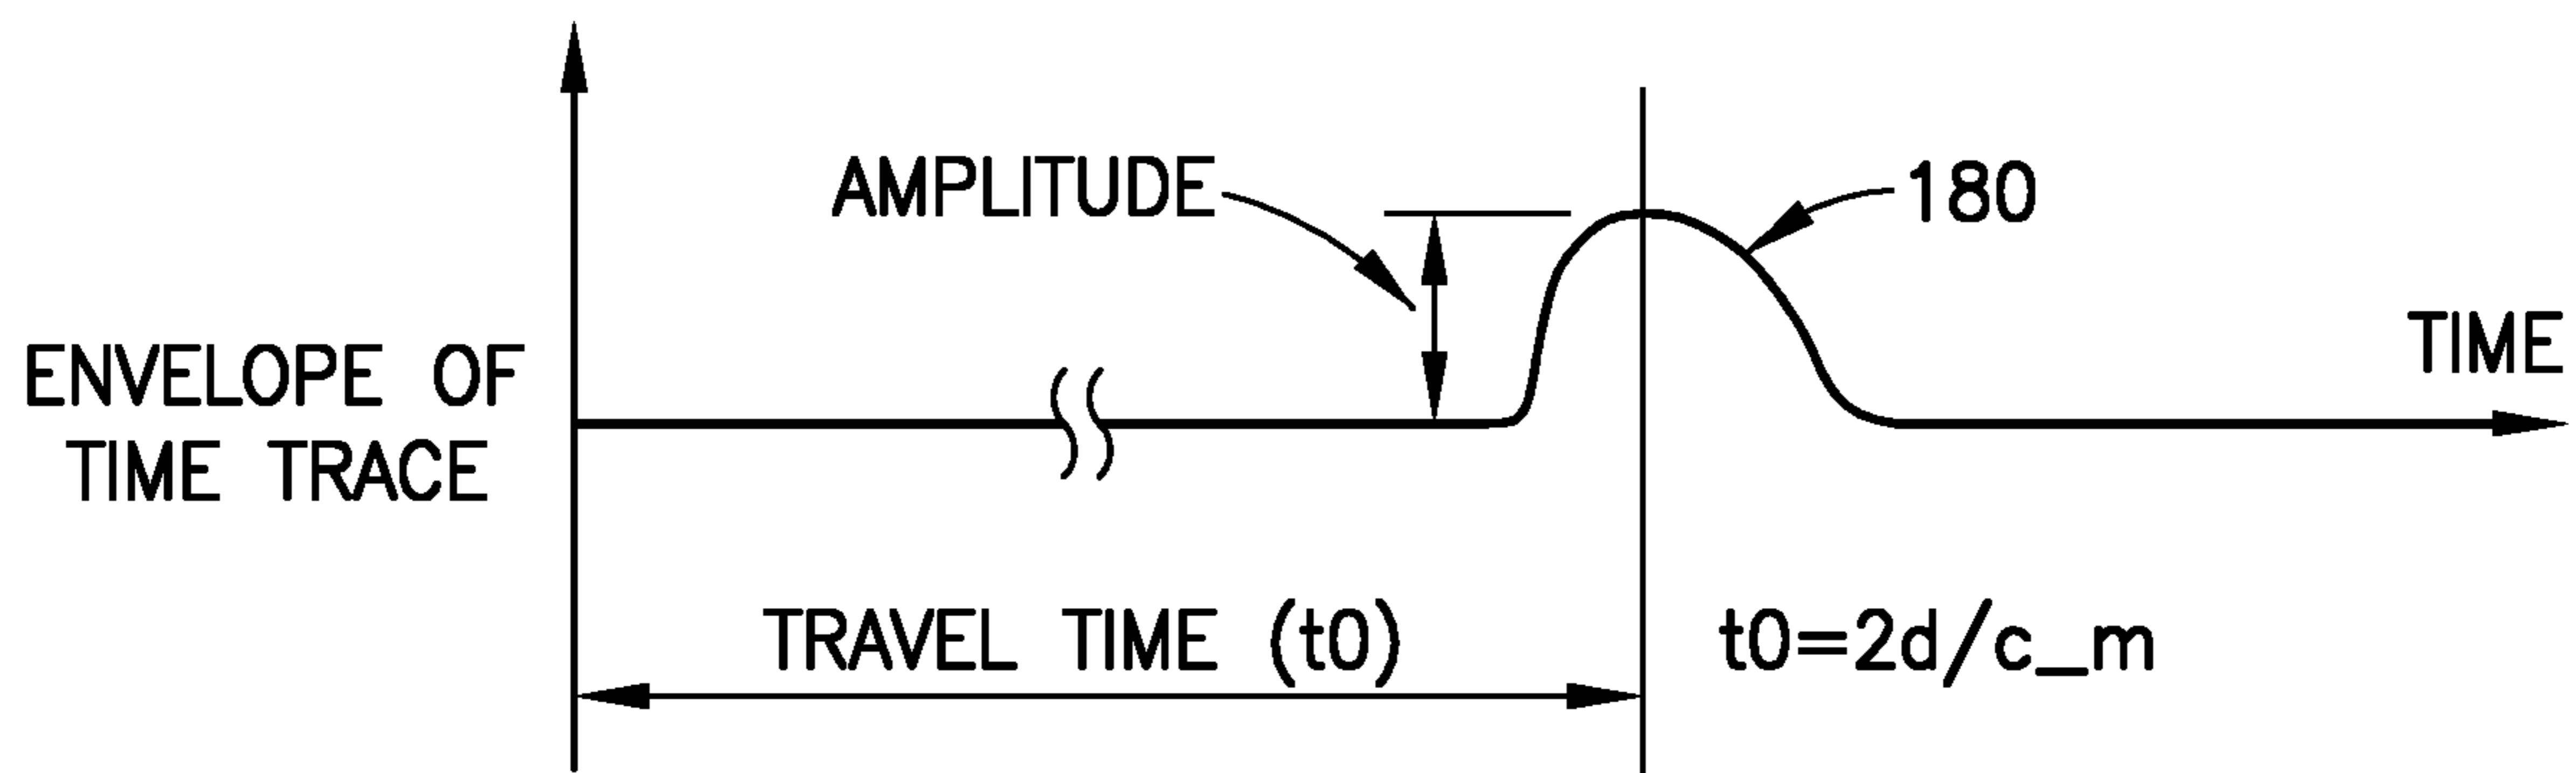 AMPLITUDE
180
TIME
ENVELOPE OF
TIME TRACE
TRAVEL TIME (t0)
t0=2d/c_m